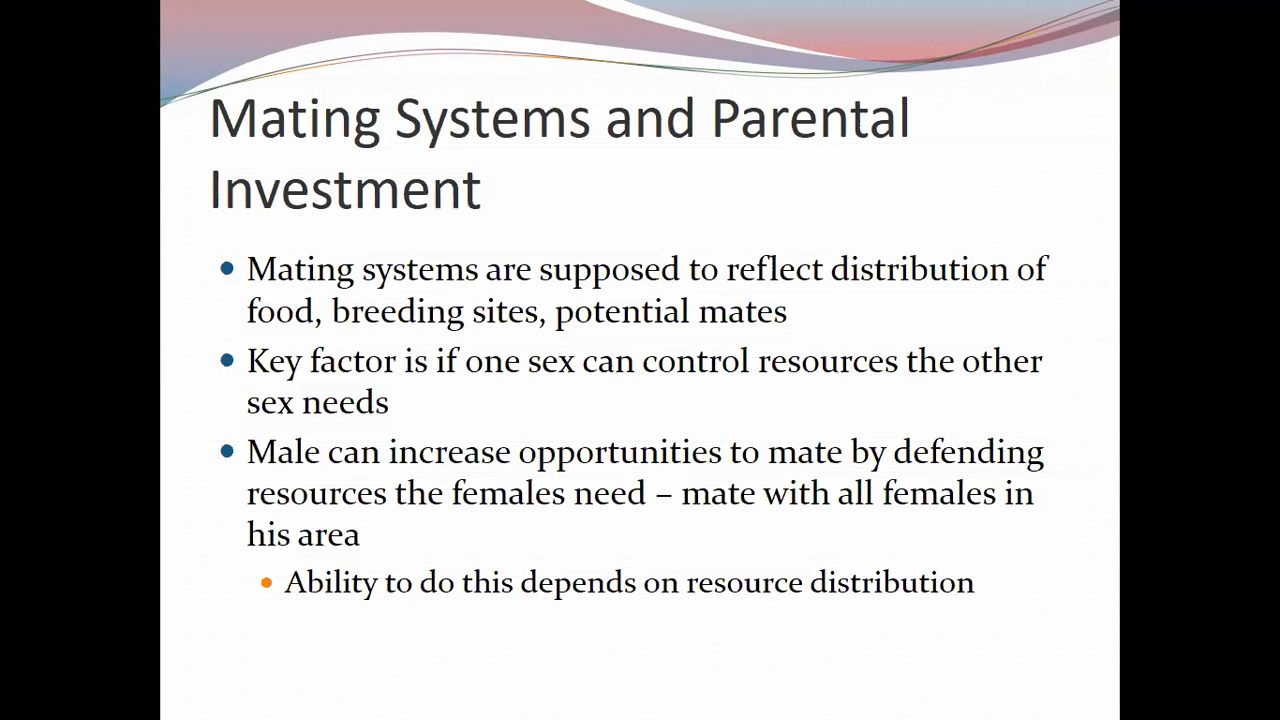 Mating Systems and Parental
Investment
• Mating systems are supposed to reflect distribution of
food, breeding sites, potential mates
• Key factor is if one sex can control resources the other
sex needs
• Male can increase opportunities to mate by defending
resources the females need – mate with all females in
his area
• Ability to do this depends on resource distribution